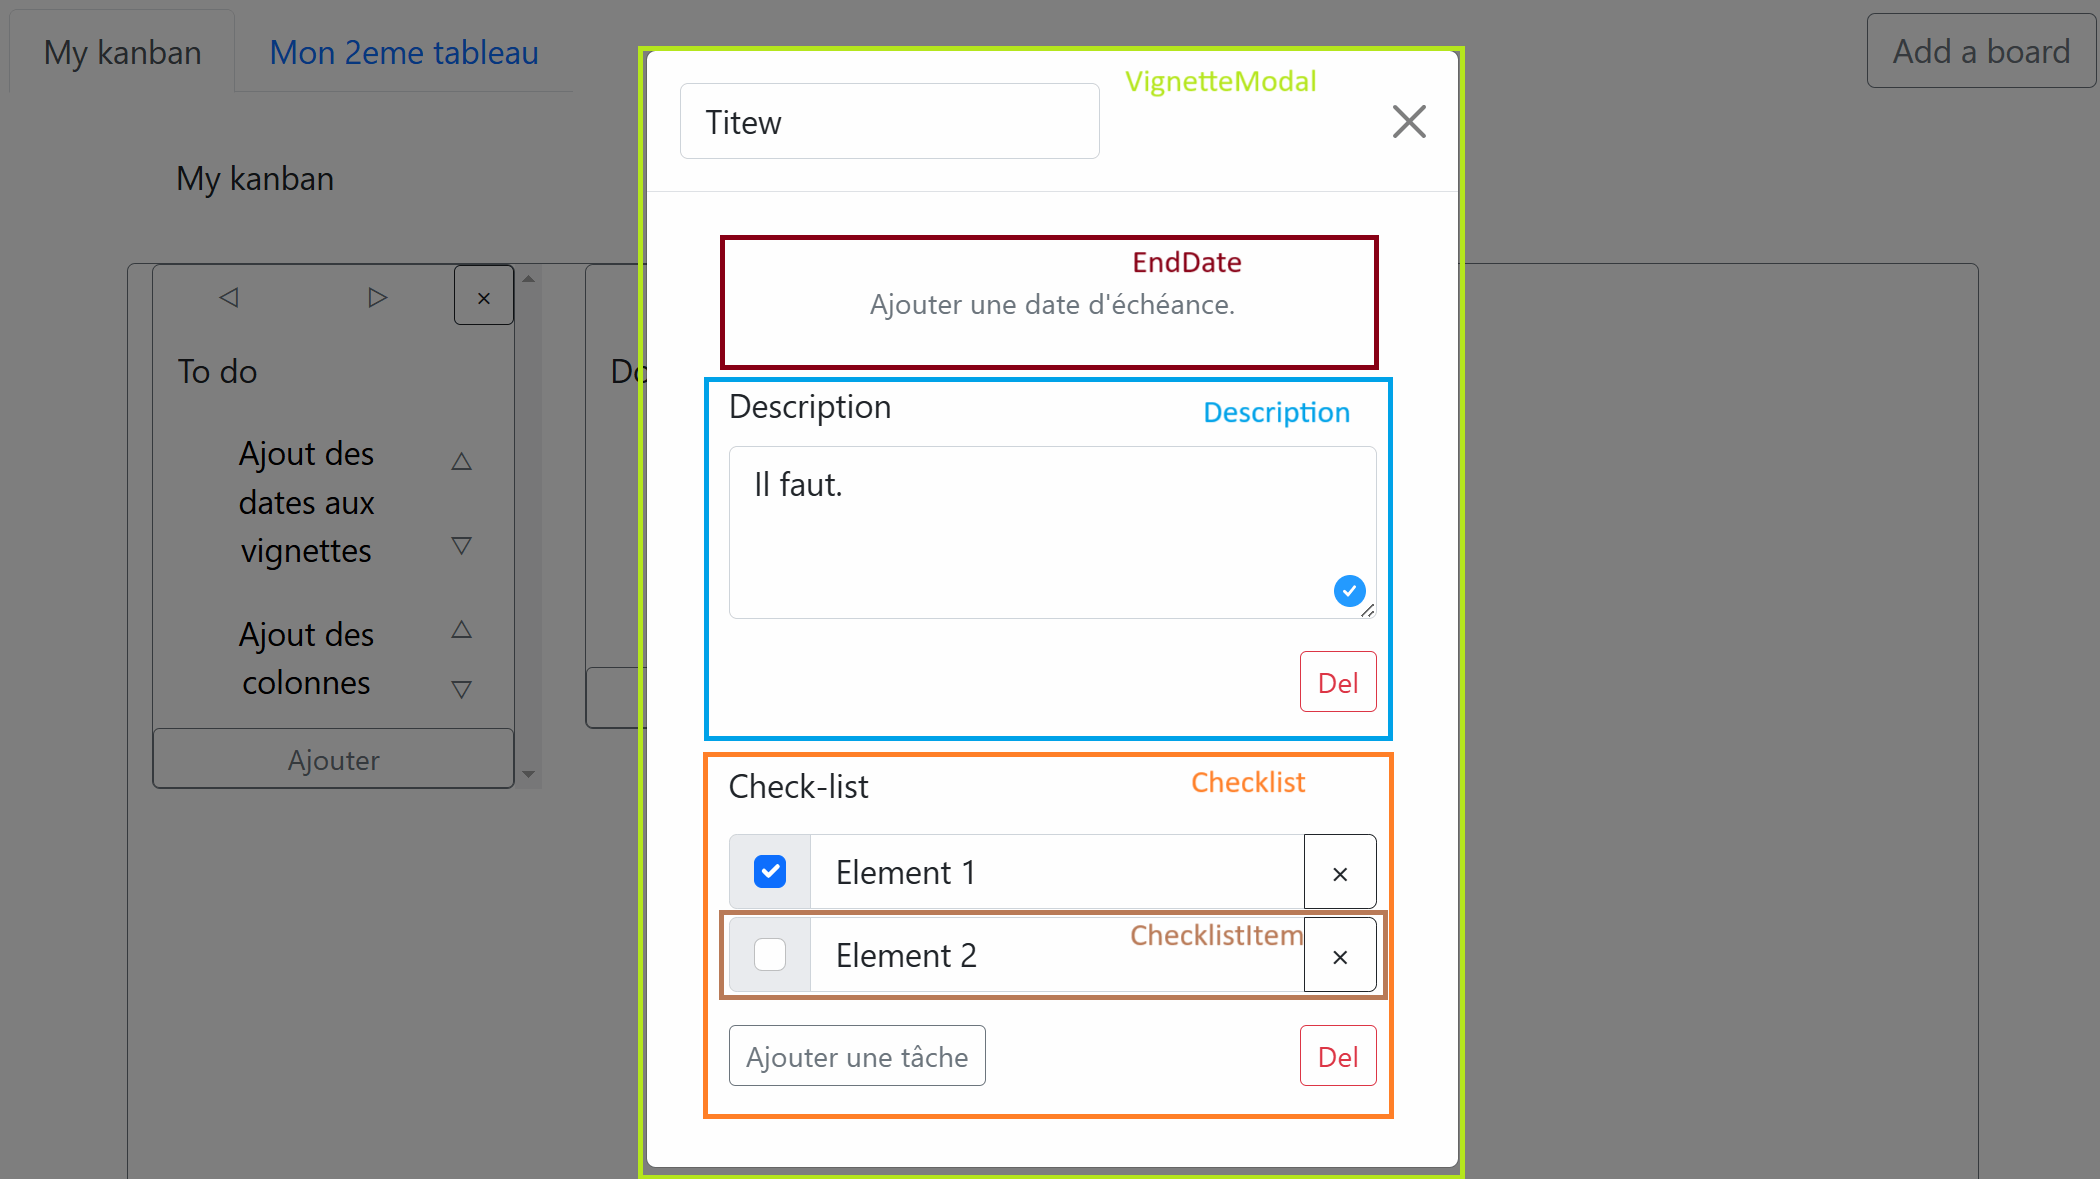 My kanban
Mon 2eme tableau
Add a board
My kanban
To do
Ajout des
dates aux
vignettes
Ajout des
colonnes
Ajouter
VignetteModal
Titew
EndDate
Ajouter une date d'échéance.
Description
Description
Il faut.
Del
Check-list
Checklist
Element 1
Element 2
ChecklistItem
Ajouter une tâche
Del